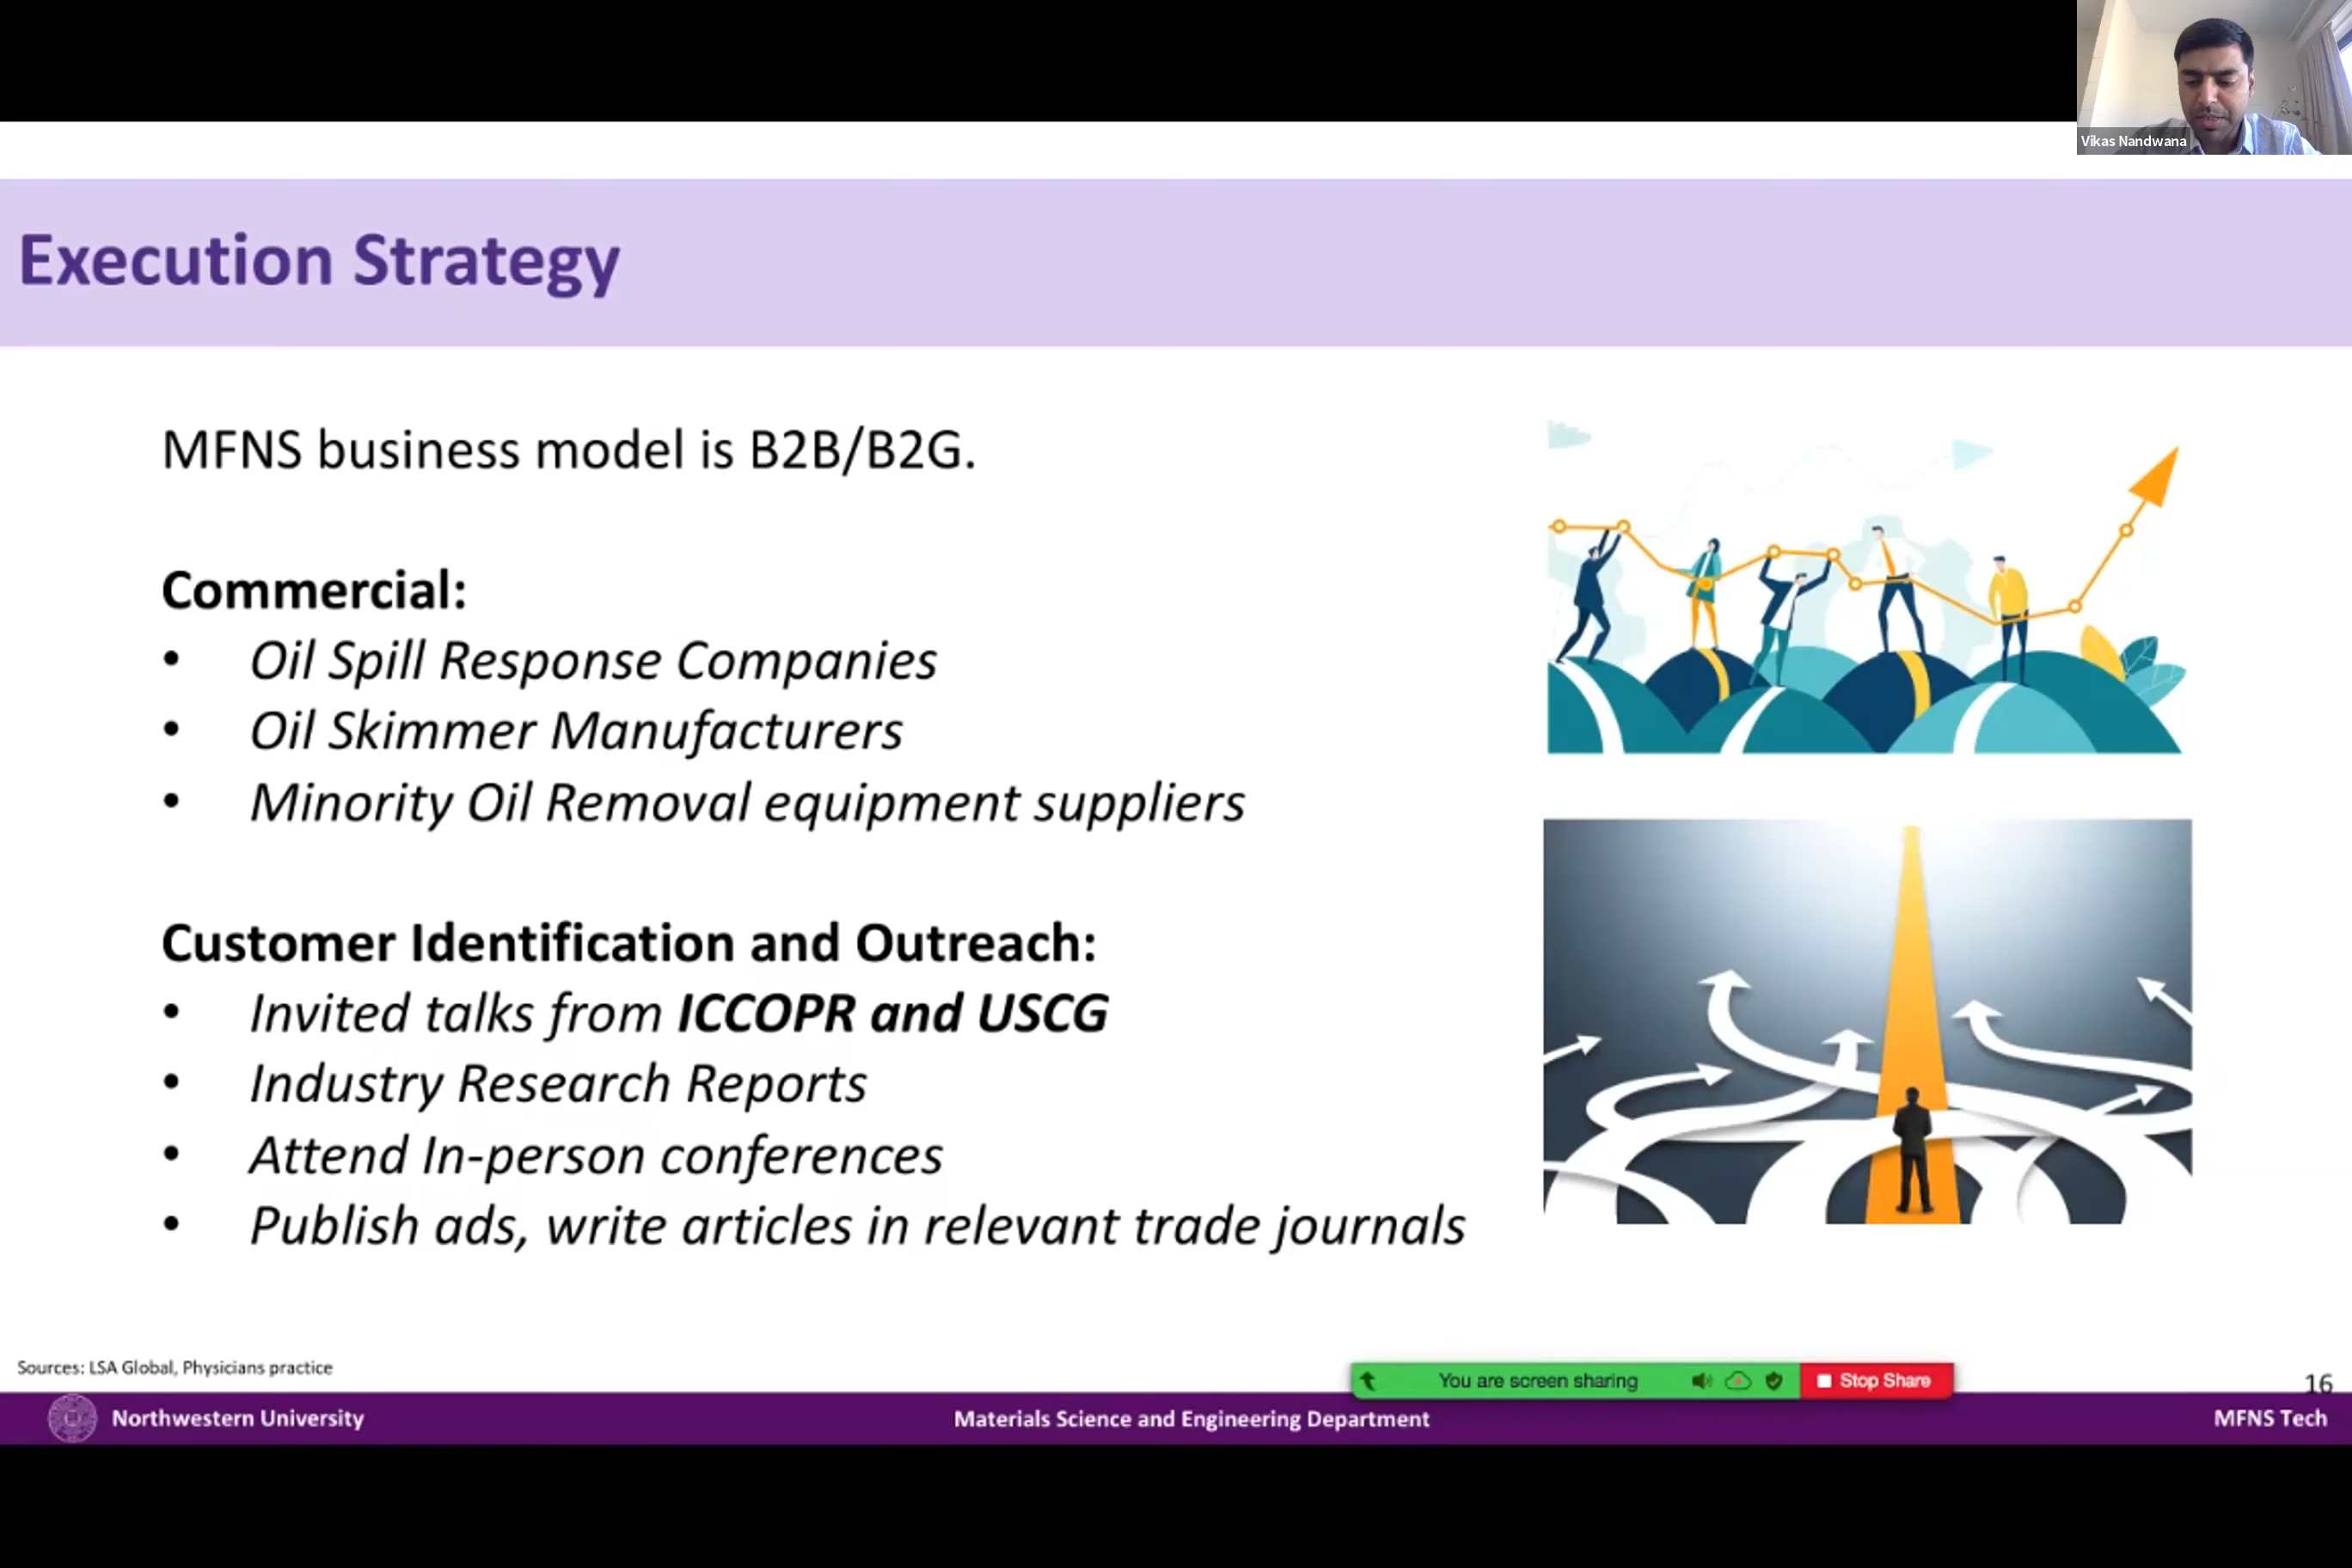 Vikas Nandwana
Execution Strategy
MFNS business model is B2B/B2G.
Commercial:
• Oil Spill Response Companies
• Oil Skimmer Manufacturers
• Minority Oil Removal equipment suppliers
Customer Identification and Outreach:
• Invited talks from ICCOPR and USCG
• Industry Research Reports
• Attend In-person conferences
• Publish ads, write articles in relevant trade journals
Sources: LSA Global, Physicians practice
You are screen sharing
Stop Share
16
Northwestern University
Materials Science and Engineering Department
MFNS Tech